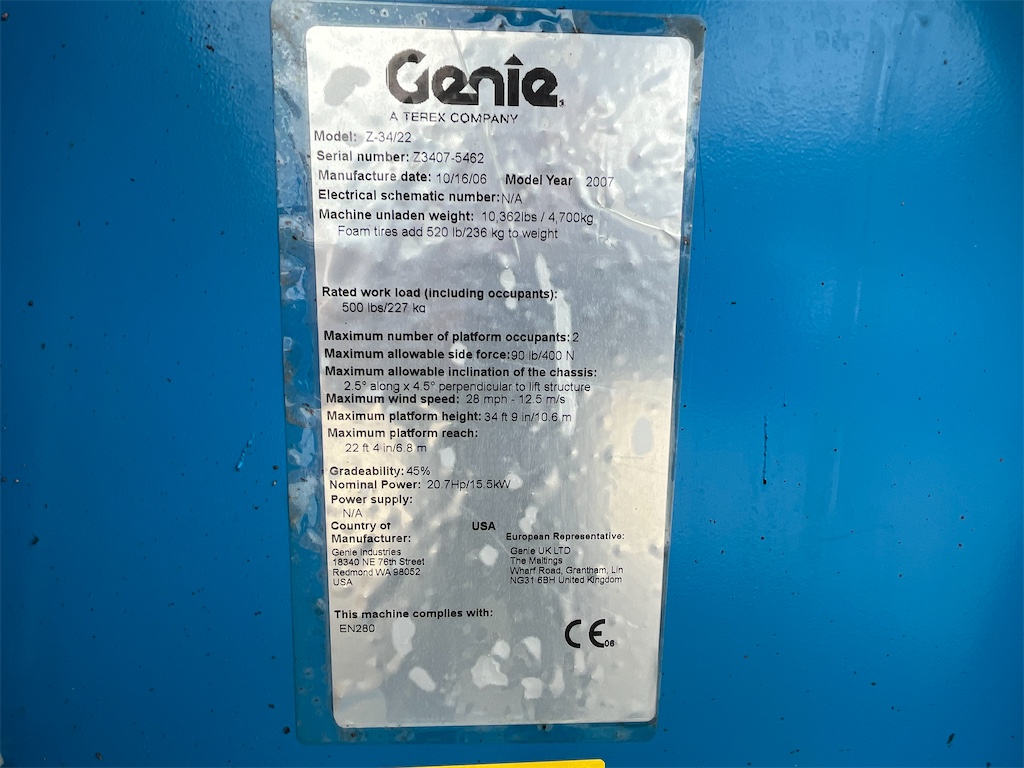 Genie
A TEREX COMPANY
Model: Z-34/22
Serial number: Z3407-5462
Manufacture date: 10/16/06 Model Year 2007
Electrical schematic number: N/A
Machine unladen weight: 10,362lbs / 4,700kg
Foam tires add 520 lb/236 kg to weight
Rated work load (including occupants):
500 lbs/227 kg
Maximum number of platform occupants: 2
Maximum allowable side force: 90 lb/400 N
Maximum allowable inclination of the chassis:
2.5° along x 4.5° perpendicular to lift structure
Maximum wind speed: 28 mph - 12.5 m/s
Maximum platform height: 34 ft 9 in/10.6 m
Maximum platform reach:
22 ft 4 in/6.8 m
Gradeability: 45%
Nominal Power: 20.7Hp/15.5kW
Power supply:
N/A
Country of USA
Manufacturer:
Genie Industries
18340 NE 76th Street
Redmond WA 98052
USA
European Representative:
Genie UK LTD
The Maltings
Wharf Road, Grantham, Lin
NG31 6BH United Kingdom
This machine complies with:
EN280
CE 06